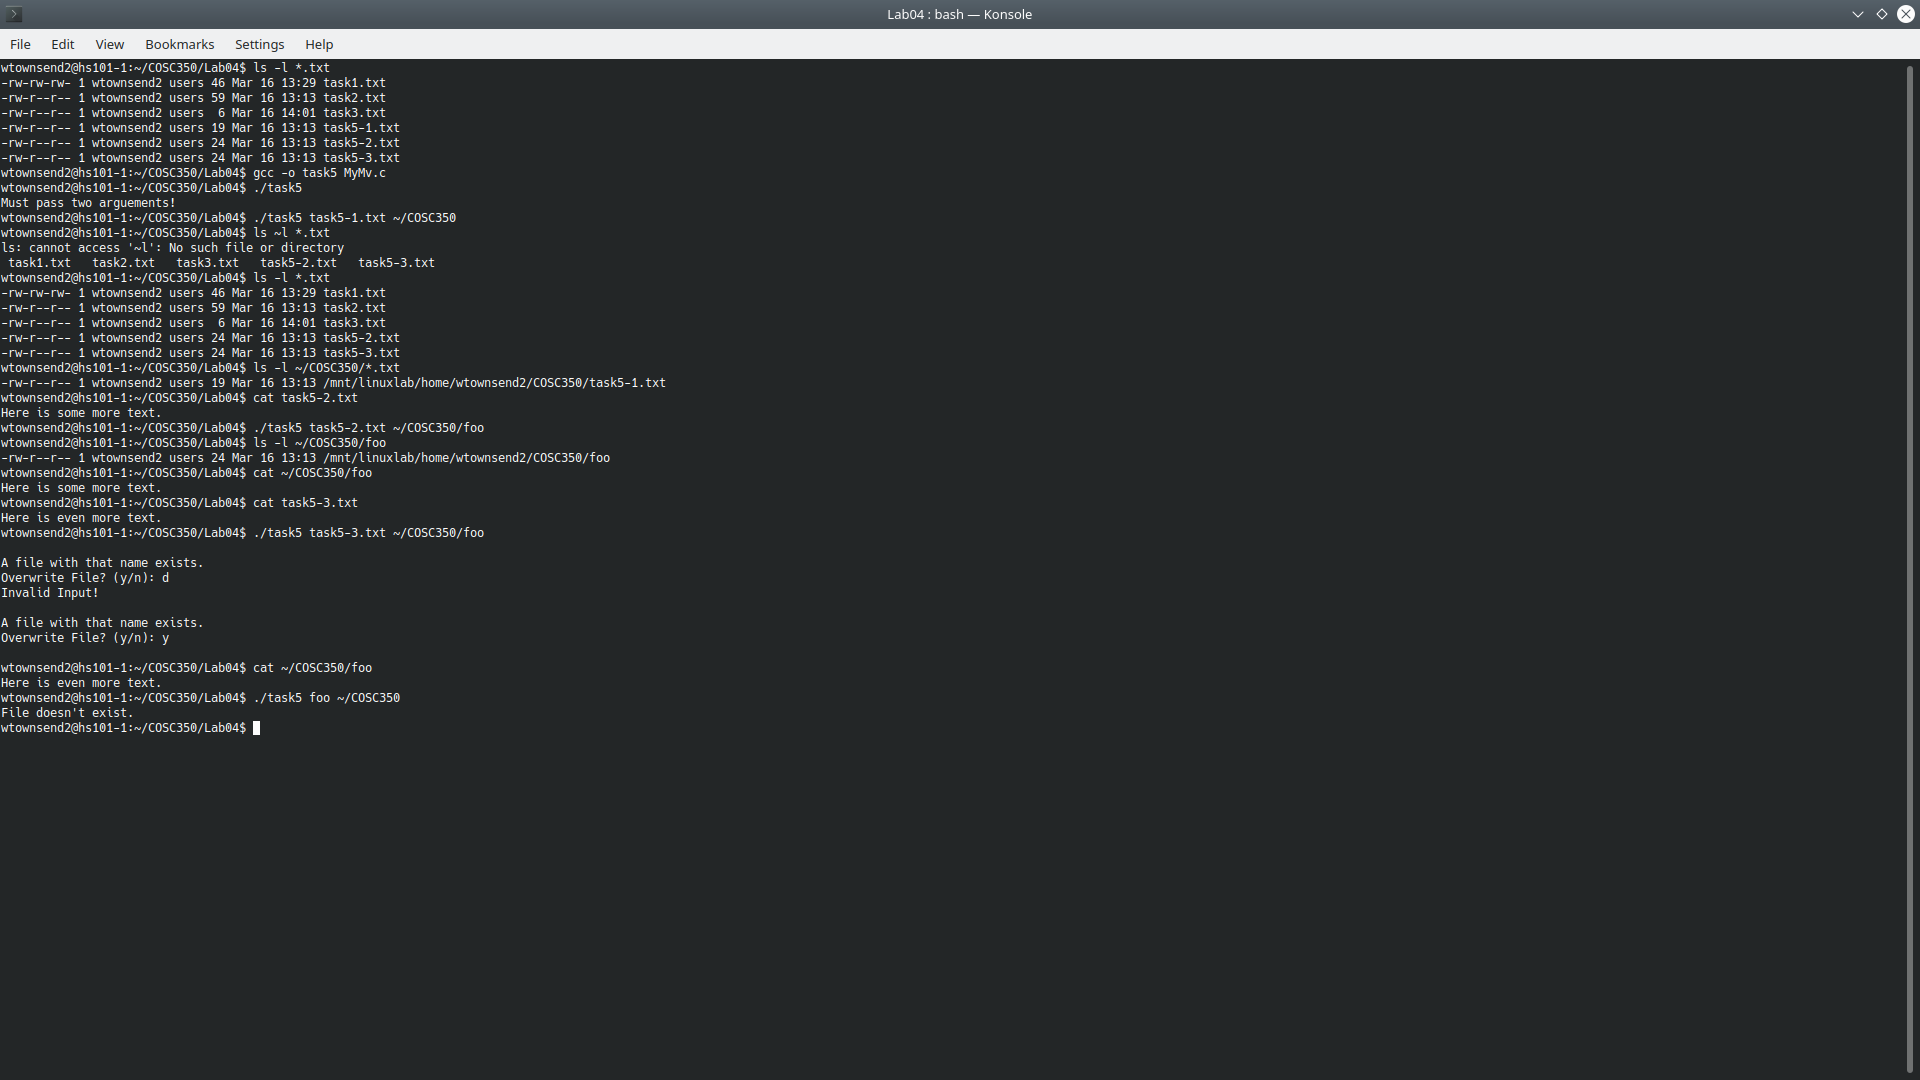 Lab04 : bash — Konsole
File Edit View Bookmarks Settings Help
wtownsend2@hs101-1:~/COSC350/Lab04$ ls -l *.txt
-rw-rw-rw- 1 wtownsend2 users 46 Mar 16 13:29 task1.txt
-rw-r--r-- 1 wtownsend2 users 59 Mar 16 13:13 task2.txt
-rw-r--r-- 1 wtownsend2 users  6 Mar 16 14:01 task3.txt
-rw-r--r-- 1 wtownsend2 users 19 Mar 16 13:13 task5-1.txt
-rw-r--r-- 1 wtownsend2 users 24 Mar 16 13:13 task5-2.txt
-rw-r--r-- 1 wtownsend2 users 24 Mar 16 13:13 task5-3.txt
wtownsend2@hs101-1:~/COSC350/Lab04$ gcc -o task5 MyMv.c
wtownsend2@hs101-1:~/COSC350/Lab04$ ./task5
Must pass two arguements!
wtownsend2@hs101-1:~/COSC350/Lab04$ ./task5 task5-1.txt ~/COSC350
wtownsend2@hs101-1:~/COSC350/Lab04$ ls ~l *.txt
ls: cannot access '~l': No such file or directory
 task1.txt   task2.txt   task3.txt   task5-2.txt   task5-3.txt
wtownsend2@hs101-1:~/COSC350/Lab04$ ls -l *.txt
-rw-rw-rw- 1 wtownsend2 users 46 Mar 16 13:29 task1.txt
-rw-r--r-- 1 wtownsend2 users 59 Mar 16 13:13 task2.txt
-rw-r--r-- 1 wtownsend2 users  6 Mar 16 14:01 task3.txt
-rw-r--r-- 1 wtownsend2 users 24 Mar 16 13:13 task5-2.txt
-rw-r--r-- 1 wtownsend2 users 24 Mar 16 13:13 task5-3.txt
wtownsend2@hs101-1:~/COSC350/Lab04$ ls -l ~/COSC350/*.txt
-rw-r--r-- 1 wtownsend2 users 19 Mar 16 13:13 /mnt/linuxlab/home/wtownsend2/COSC350/task5-1.txt
wtownsend2@hs101-1:~/COSC350/Lab04$ cat task5-2.txt
Here is some more text.
wtownsend2@hs101-1:~/COSC350/Lab04$ ./task5 task5-2.txt ~/COSC350/foo
wtownsend2@hs101-1:~/COSC350/Lab04$ ls -l ~/COSC350/foo
-rw-r--r-- 1 wtownsend2 users 24 Mar 16 13:13 /mnt/linuxlab/home/wtownsend2/COSC350/foo
wtownsend2@hs101-1:~/COSC350/Lab04$ cat ~/COSC350/foo
Here is some more text.
wtownsend2@hs101-1:~/COSC350/Lab04$ cat task5-3.txt
Here is even more text.
wtownsend2@hs101-1:~/COSC350/Lab04$ ./task5 task5-3.txt ~/COSC350/foo

A file with that name exists.
Overwrite File? (y/n): d
Invalid Input!

A file with that name exists.
Overwrite File? (y/n): y

wtownsend2@hs101-1:~/COSC350/Lab04$ cat ~/COSC350/foo
Here is even more text.
wtownsend2@hs101-1:~/COSC350/Lab04$ ./task5 foo ~/COSC350
File doesn't exist.
wtownsend2@hs101-1:~/COSC350/Lab04$